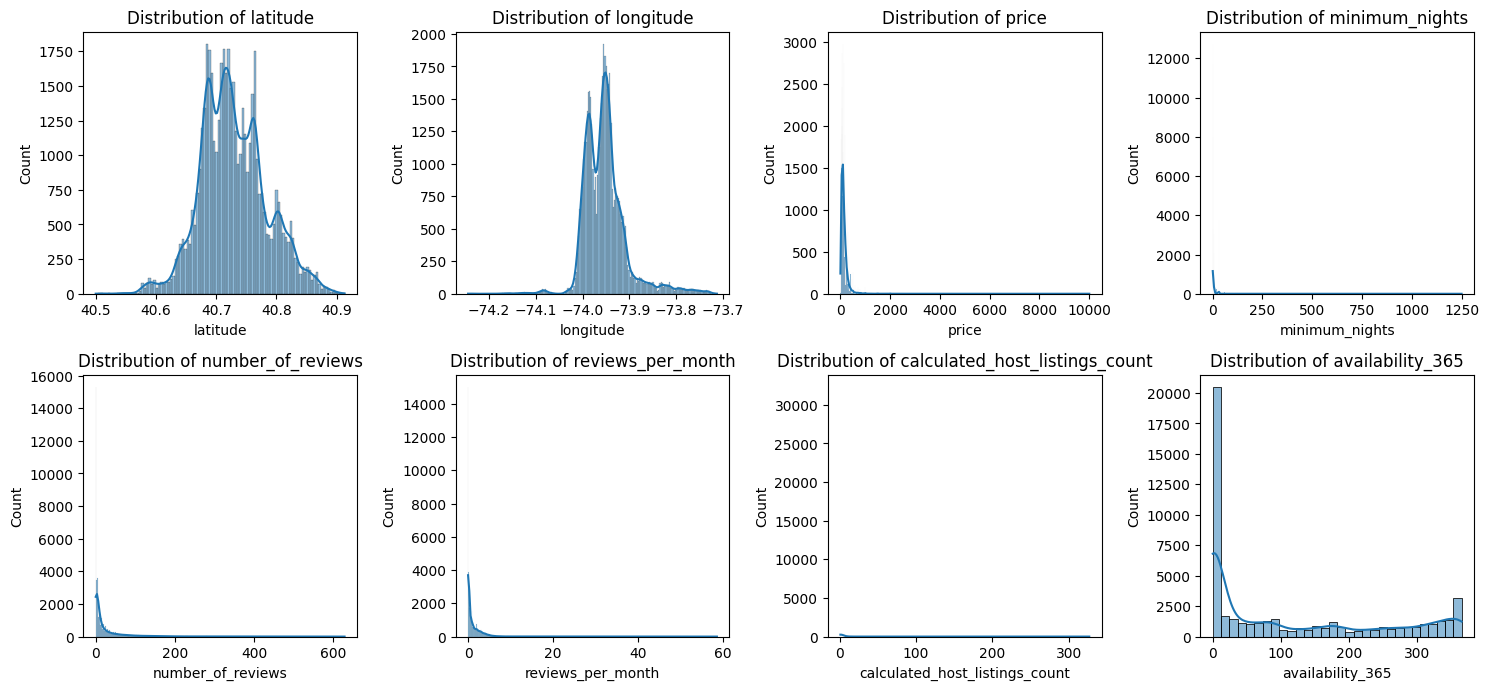 Distribution of latitude
1750
1500
1250
1000
750
500
250
0
Count
40.5 40.6 40.7 40.8 40.9
latitude
Distribution of longitude
2000
1750
1500
1250
1000
750
500
250
0
Count
−74.2 −74.1 −74.0 −73.9 −73.8 −73.7
longitude
Distribution of price
3000
2500
2000
1500
1000
500
0
Count
0 2000 4000 6000 8000 10000
price
Distribution of minimum_nights
12000
10000
8000
6000
4000
2000
0
Count
0 250 500 750 1000 1250
minimum_nights
Distribution of number_of_reviews
16000
14000
12000
10000
8000
6000
4000
2000
0
Count
0 200 400 600
number_of_reviews
Distribution of reviews_per_month
14000
12000
10000
8000
6000
4000
2000
0
Count
0 20 40 60
reviews_per_month
Distribution of calculated_host_listings_count
30000
25000
20000
15000
10000
5000
0
Count
0 100 200 300
calculated_host_listings_count
Distribution of availability_365
20000
17500
15000
12500
10000
7500
5000
2500
0
Count
0 100 200 300
availability_365